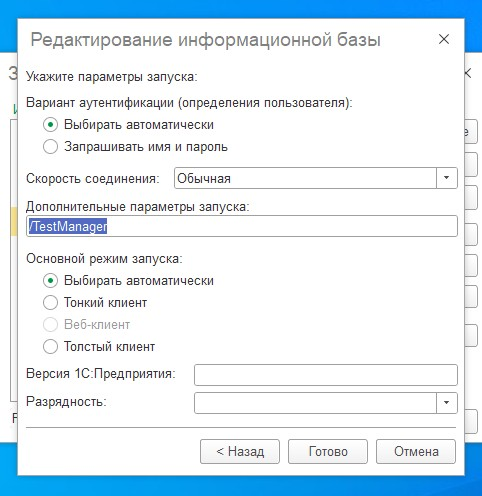 Редактирование информационной базы
Укажите параметры запуска:
Вариант аутентификации (определения пользователя):
Выбирать автоматически
Запрашивать имя и пароль
Скорость соединения: Обычная
Дополнительные параметры запуска:
/TestManager
Основной режим запуска:
Выбирать автоматически
Тонкий клиент
Веб-клиент
Толстый клиент
Версия 1С:Предприятия:
Разрядность:
< Назад Готово Отмена